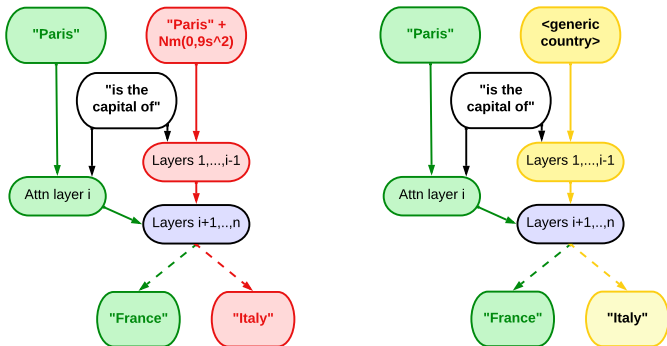 "Paris"
"Paris" +
Nm(0,9s^2)
"is the
capital of"
Layers 1,...,i-1
Attn layer i
Layers i+1,..,n
"France"
"Italy"
"Paris"
<generic
country>
"is the
capital of"
Layers 1,...,i-1
Attn layer i
Layers i+1,..,n
"France"
"Italy"